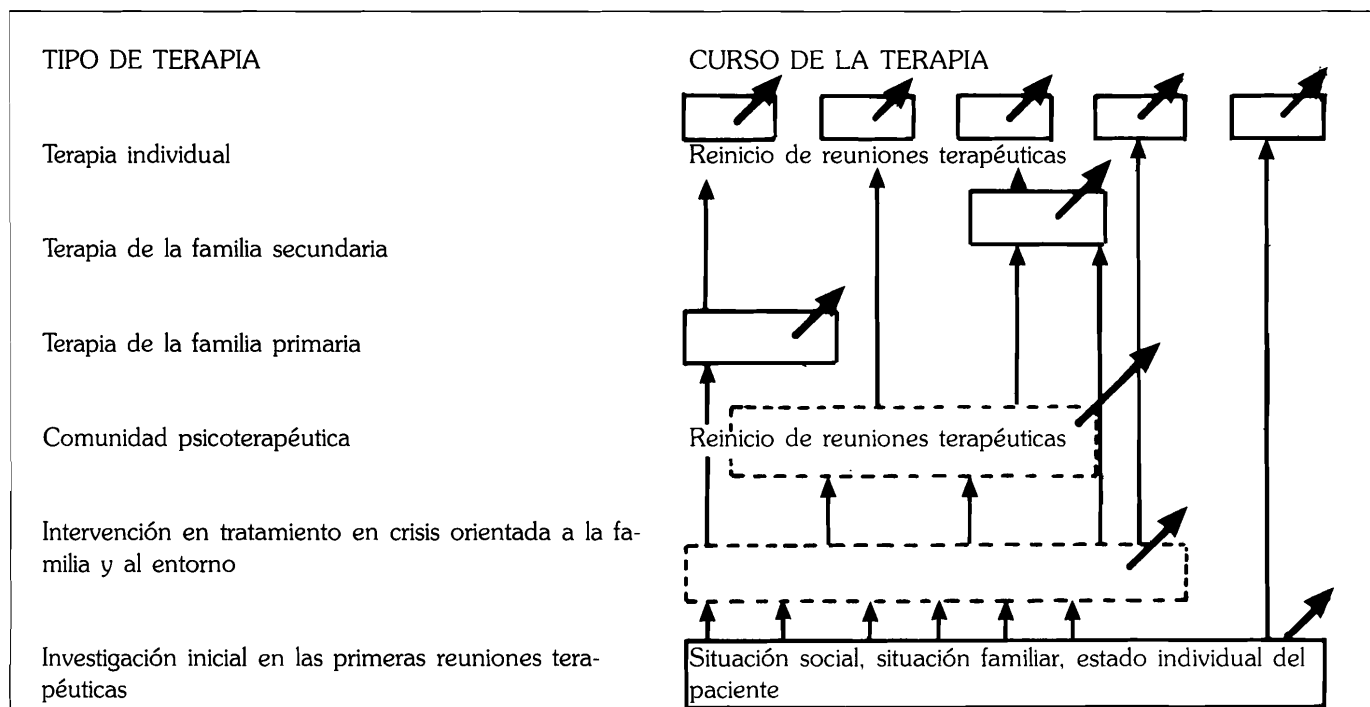 TIPO DE TERAPIA
CURSO DE LA TERAPIA
Terapia individual
Reinicio de reuniones terapéuticas
Terapia de la familia secundaria
Terapia de la familia primaria
Comunidad psicoterapéutica
Reinicio de reuniones terapéuticas
Intervención en tratamiento en crisis orientada a la fa-
milia y al entorno
Investigación inicial en las primeras reuniones tera-
péuticas
Situación social, situación familiar, estado individual del
paciente